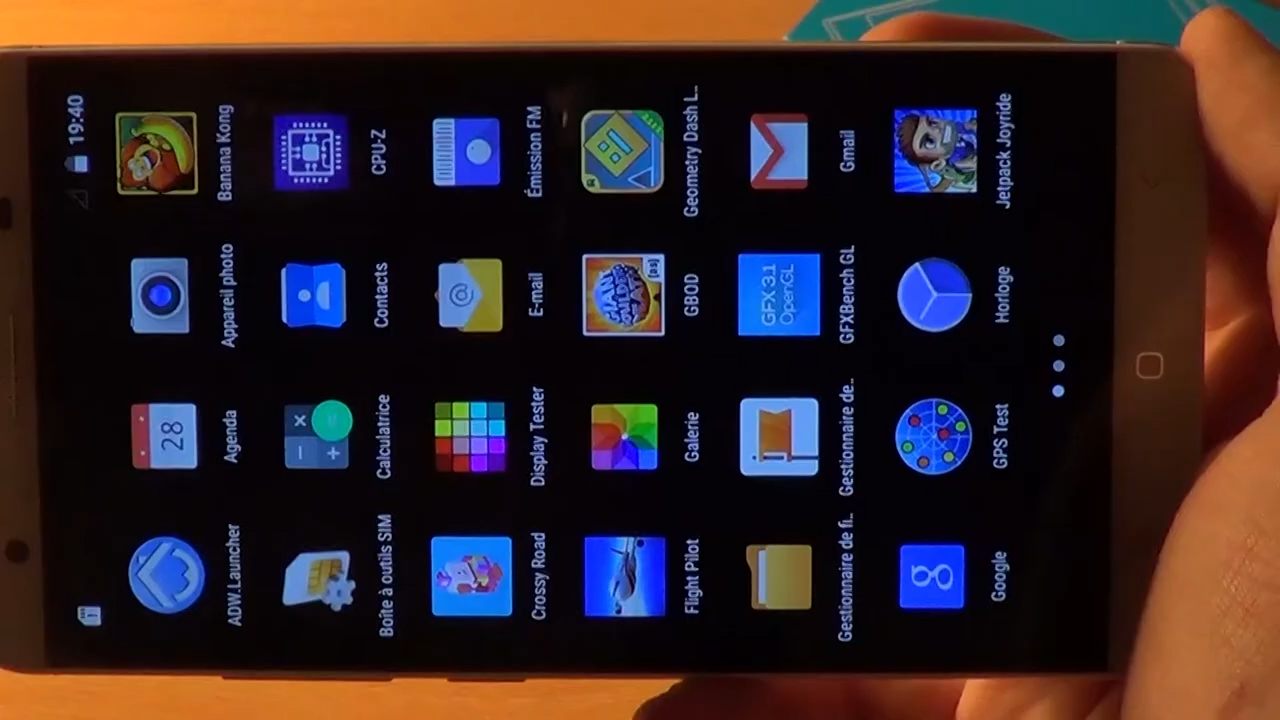 19:40
ADW.Launcher
Agenda
28
Appareil photo
Banana Kong
Boîte à outils SIM
Calculatrice
Contacts
CPU-Z
Crossy Road
Display Tester
E-mail
Émission FM
Flight Pilot
Galerie
GBOD
Geometry Dash L..
Gestionnaire de fi..
Gestionnaire de..
GFX 3.1
OpenGL
GFXBench GL
Gmail
Google
g
GPS Test
Horloge
Jetpack Joyride